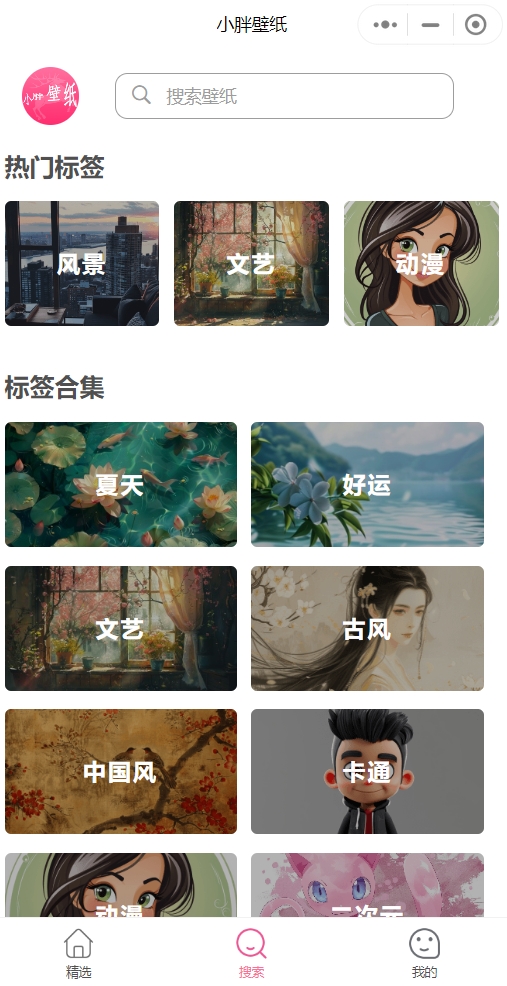 小胖壁纸
小胖 壁纸
搜索壁纸
热门标签
风景
文艺
动漫
标签合集
夏天
好运
文艺
古风
中国风
卡通
动漫
二次元
精选
搜索
我的